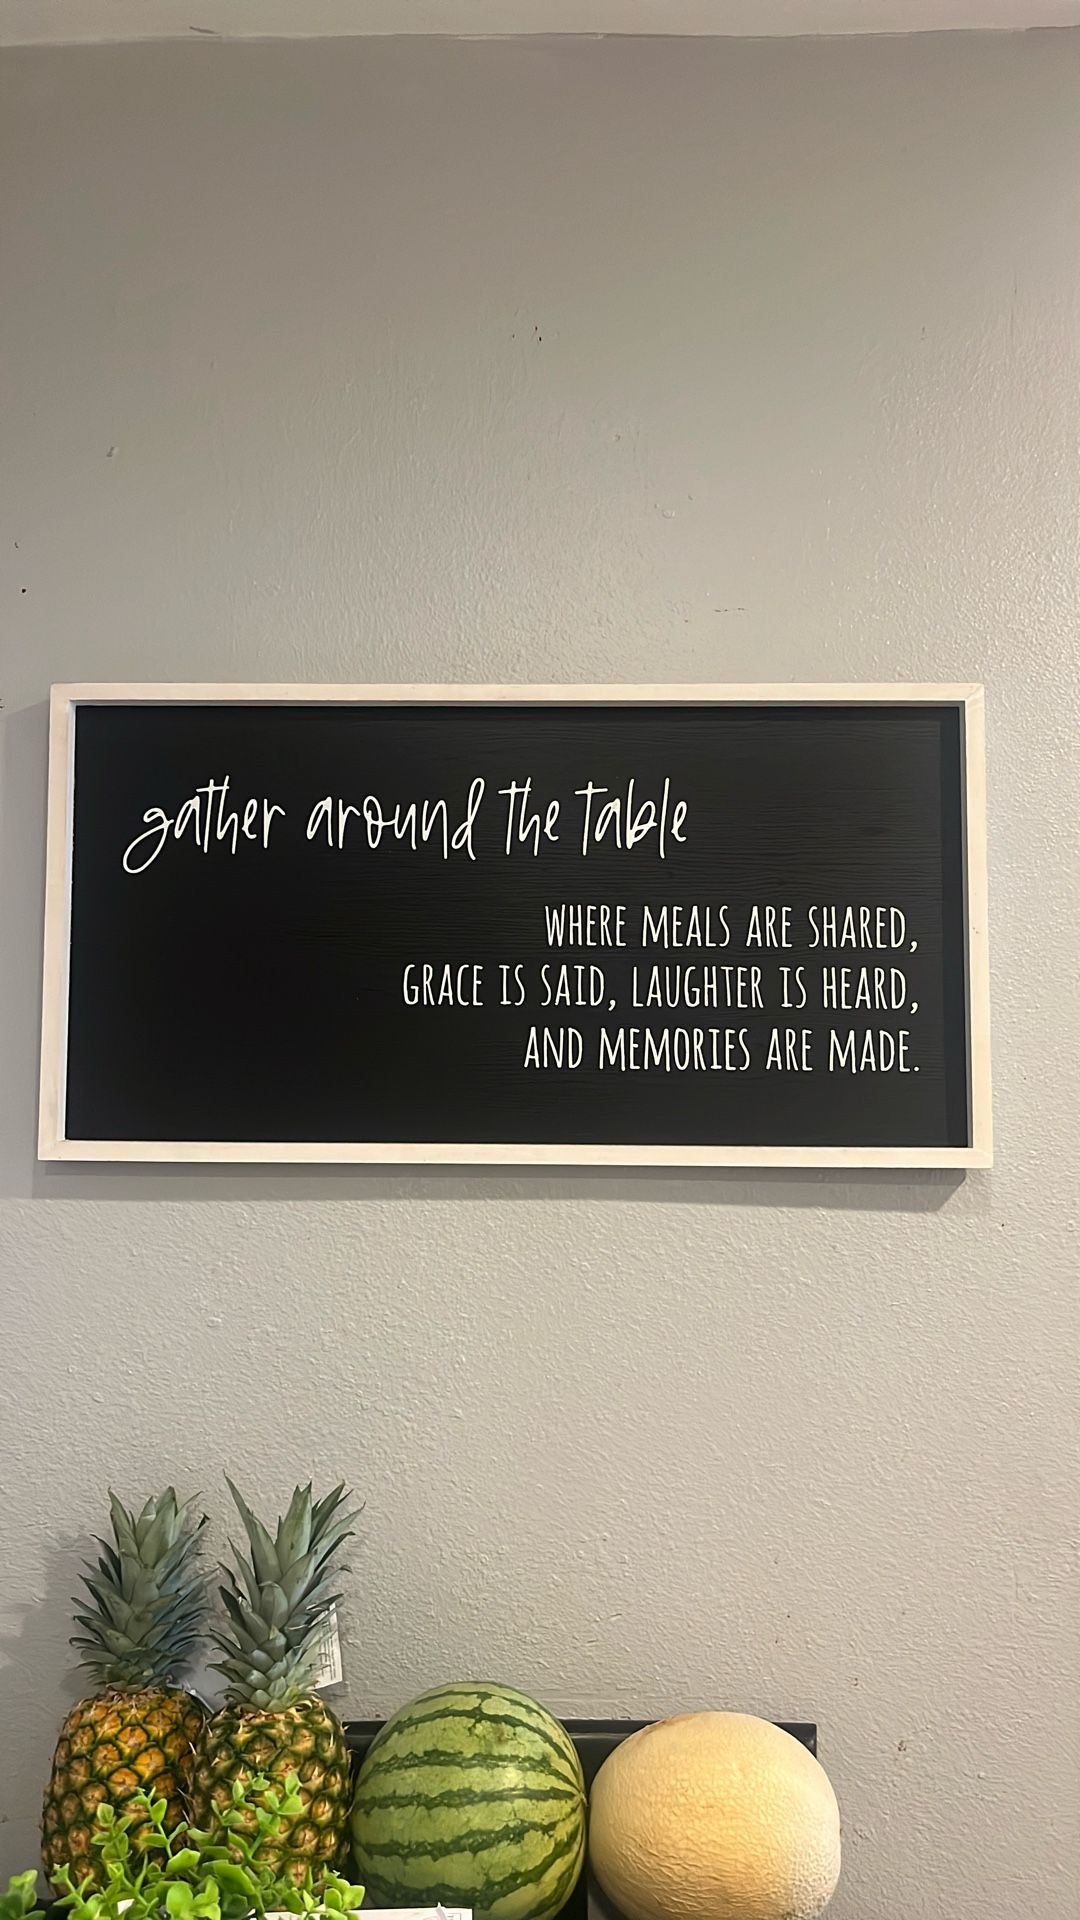 gather around the table
WHERE MEALS ARE SHARED,
GRACE IS SAID, LAUGHTER IS HEARD,
AND MEMORIES ARE MADE.